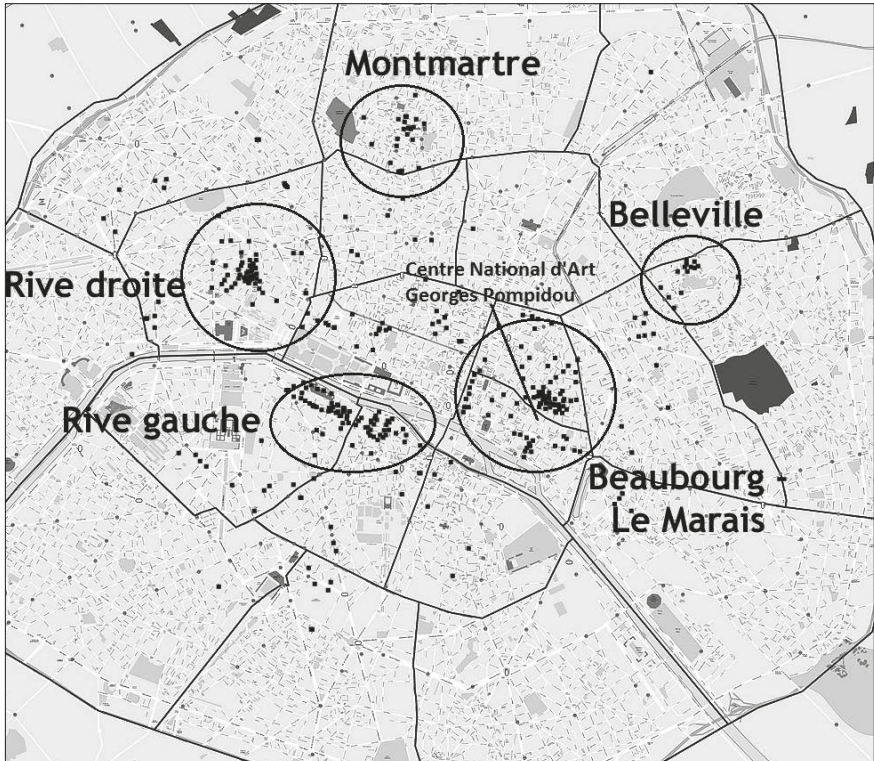 Montmartre
Belleville
Centre National d'Art
Georges Pompidou
Rive droite
Rive gauche
Beaubourg
Le Marais